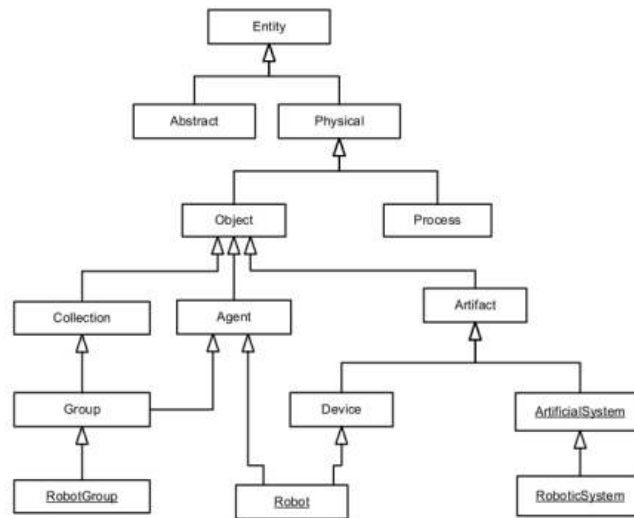 Entity
Abstract
Physical
Object
Process
Collection
Agent
Artifact
Group
Device
ArtificialSystem
RobotGroup
Robot
RoboticSystem